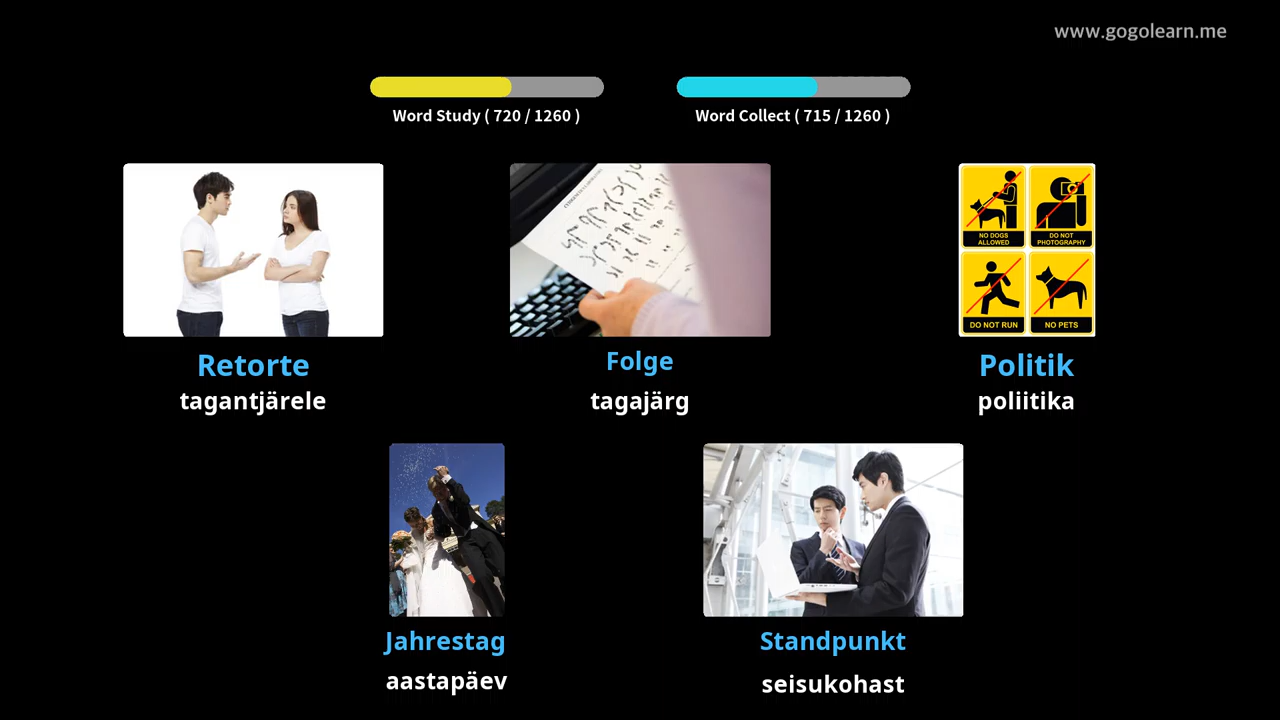 www.gogolearn.me
Word Study ( 720 / 1260 )
Word Collect ( 715 / 1260 )
NO DOGS
ALLOWED
DO NOT
PHOTOGRAPHY
DO NOT RUN
NO PETS
Retorte
tagantjärele
Folge
tagajärg
Politik
poliitika
Jahrestag
aastapäev
Standpunkt
seisukohast